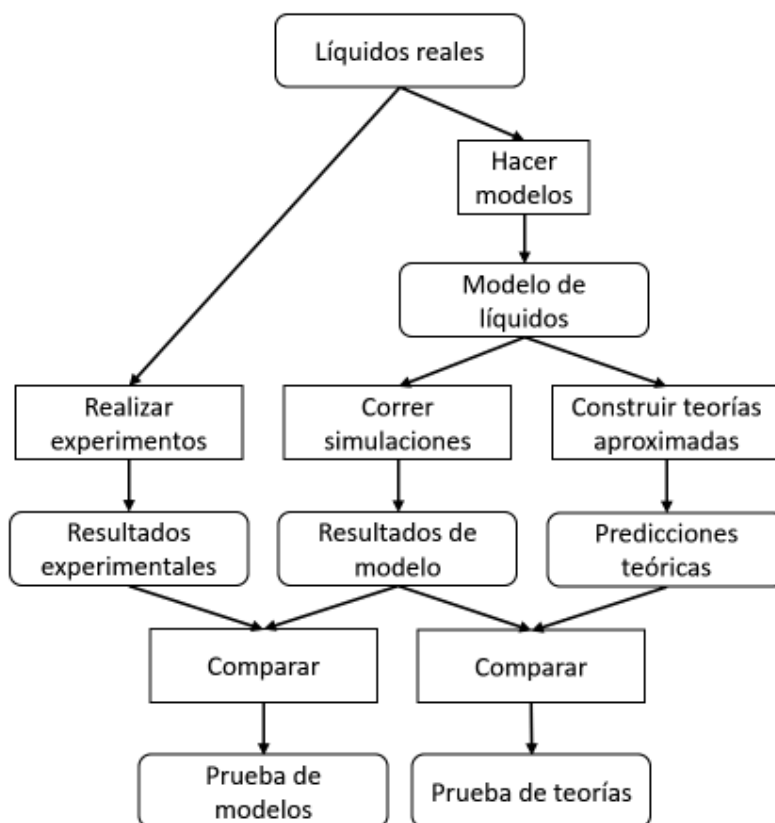 Líquidos reales
Hacer
modelos
Modelo de
líquidos
Realizar
experimentos
Correr
simulaciones
Construir teorías
aproximadas
Resultados
experimentales
Resultados de
modelo
Predicciones
teóricas
Comparar
Comparar
Prueba de
modelos
Prueba de teorías